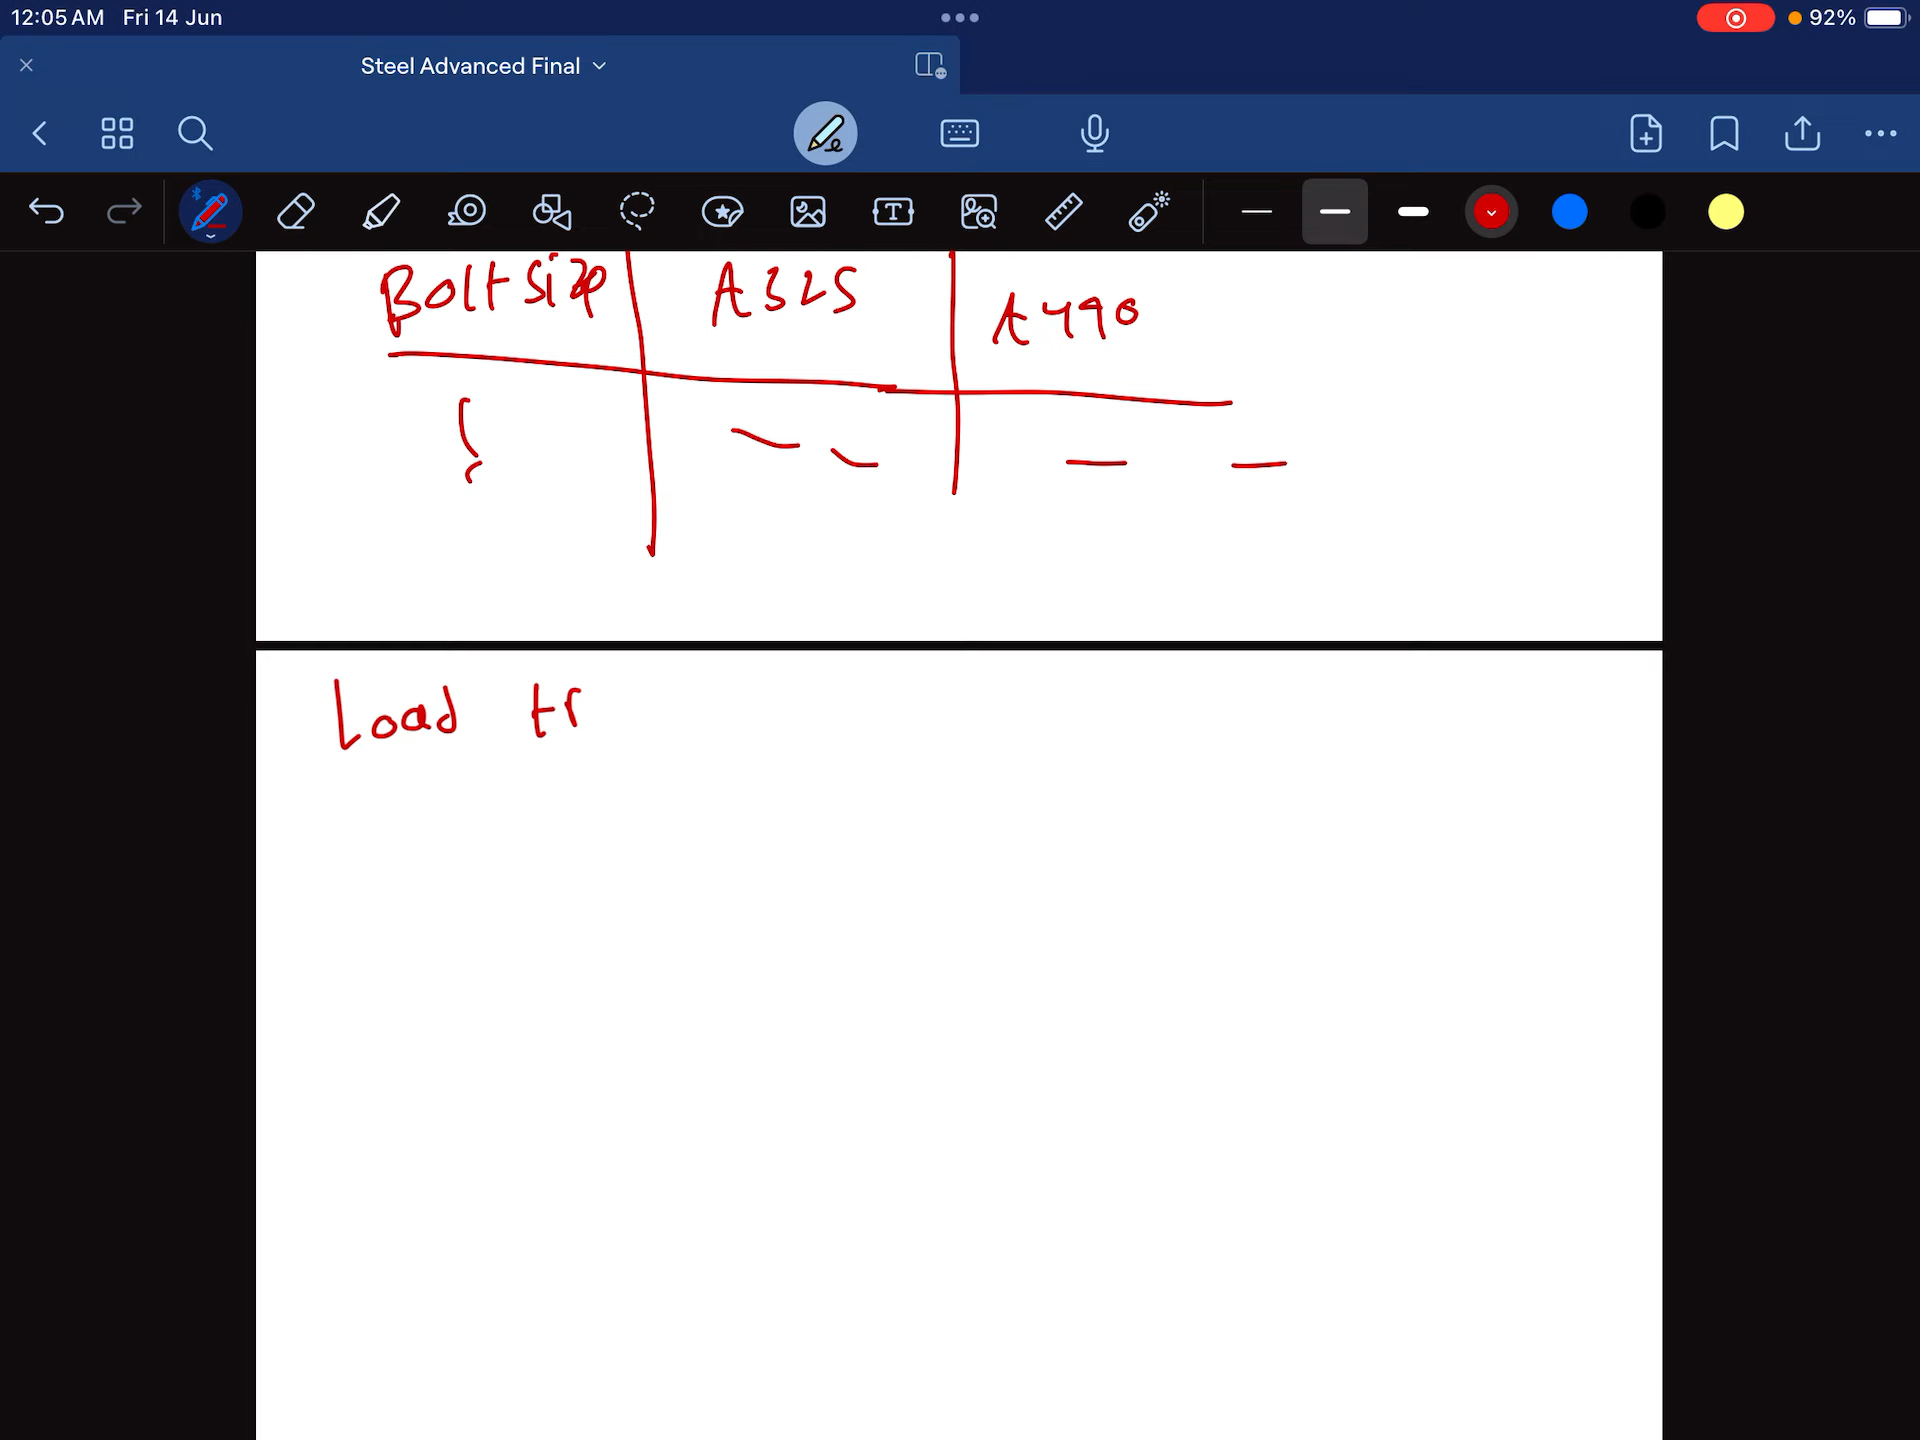 12:05 AM Fri 14 Jun
92%
Steel Advanced Final
Bolt size A325 A490
Load tr